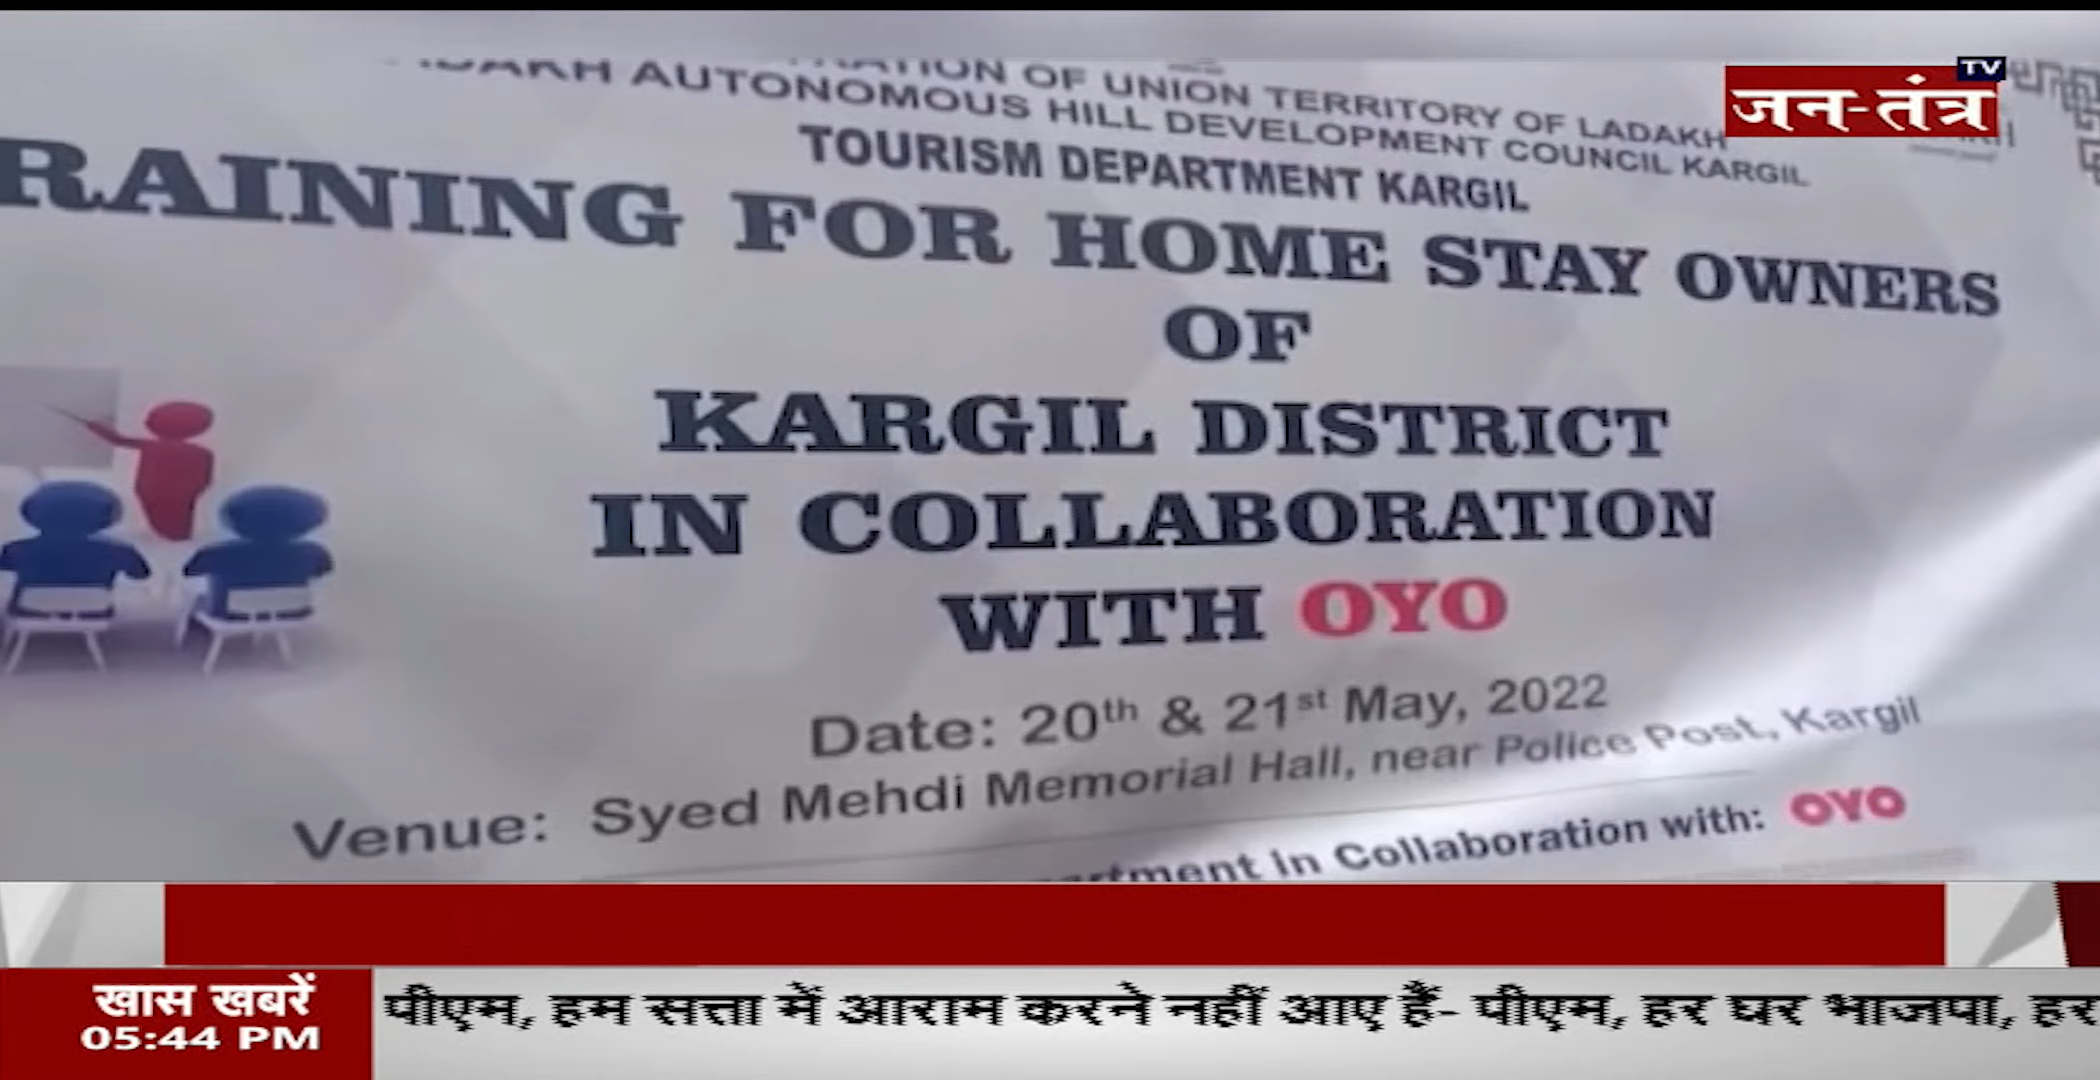 OF UNION TERRITORY OF LADAKH
AUTONOMOUS HILL DEVELOPMENT COUNCIL KARGIL
TOURISM DEPARTMENT KARGIL
RAINING FOR HOME STAY OWNERS
OF
KARGIL DISTRICT
IN COLLABORATION
WITH OYO
Date: 20th & 21st May, 2022
Venue: Syed Mehdi Memorial Hall, near Police Post, Kargil
in Collaboration with: OYO
TV
जन-तंत्र
खास खबरें
05:44 PM
पीएम, हम सत्ता में आराम करने नहीं आए हैं- पीएम, हर घर भाजपा, हर